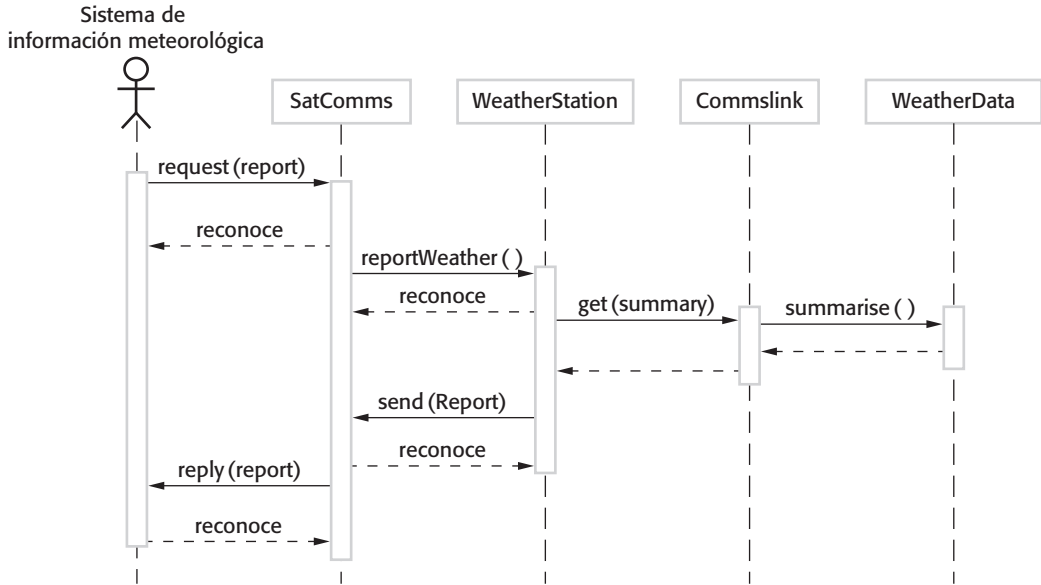 Sistema de
información meteorológica
SatComms
WeatherStation
Commslink
WeatherData
request (report)
reconoce
reportWeather ( )
reconoce
get (summary)
summarise ( )
send (Report)
reconoce
reply (report)
reconoce